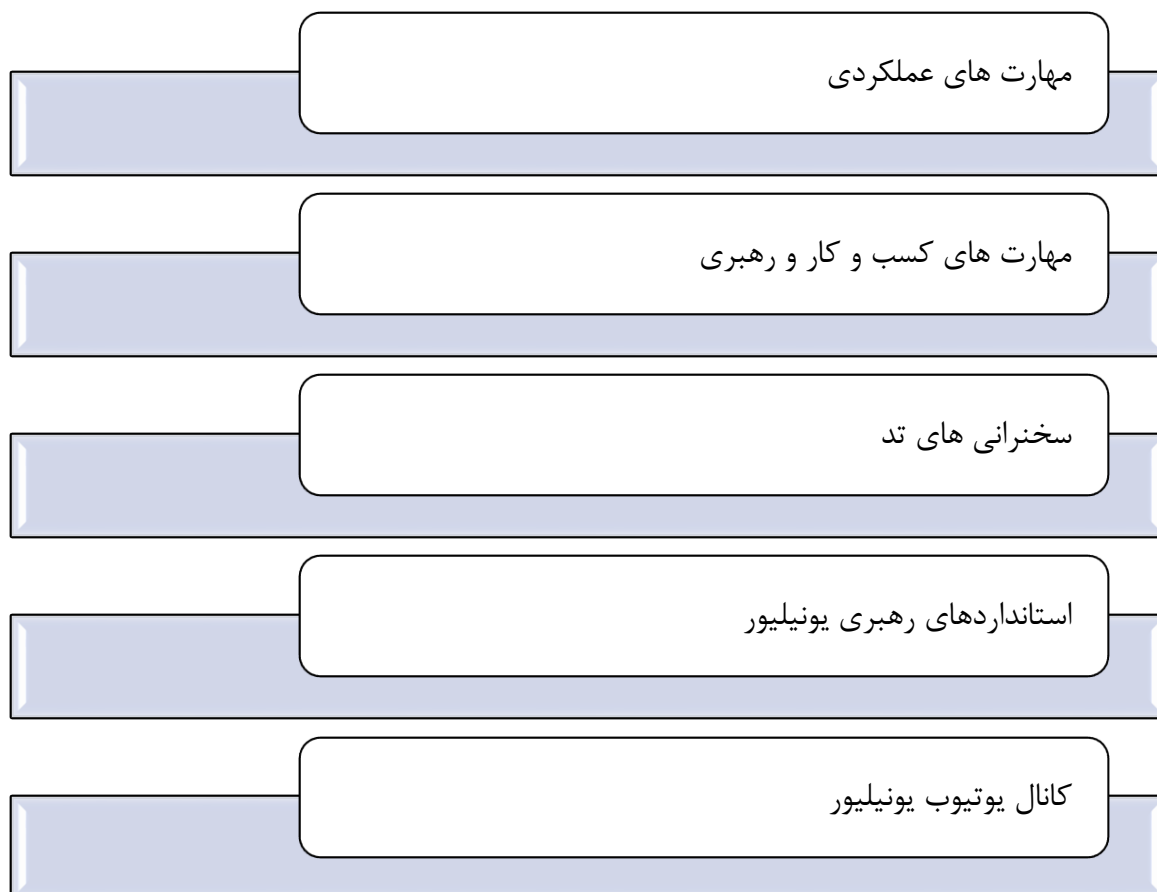 مهارت های عملکردی
مهارت های کسب و کار و رهبری
سخنرانی های تد
استانداردهای رهبری یونیلیور
کانال یوتیوب یونیلیور